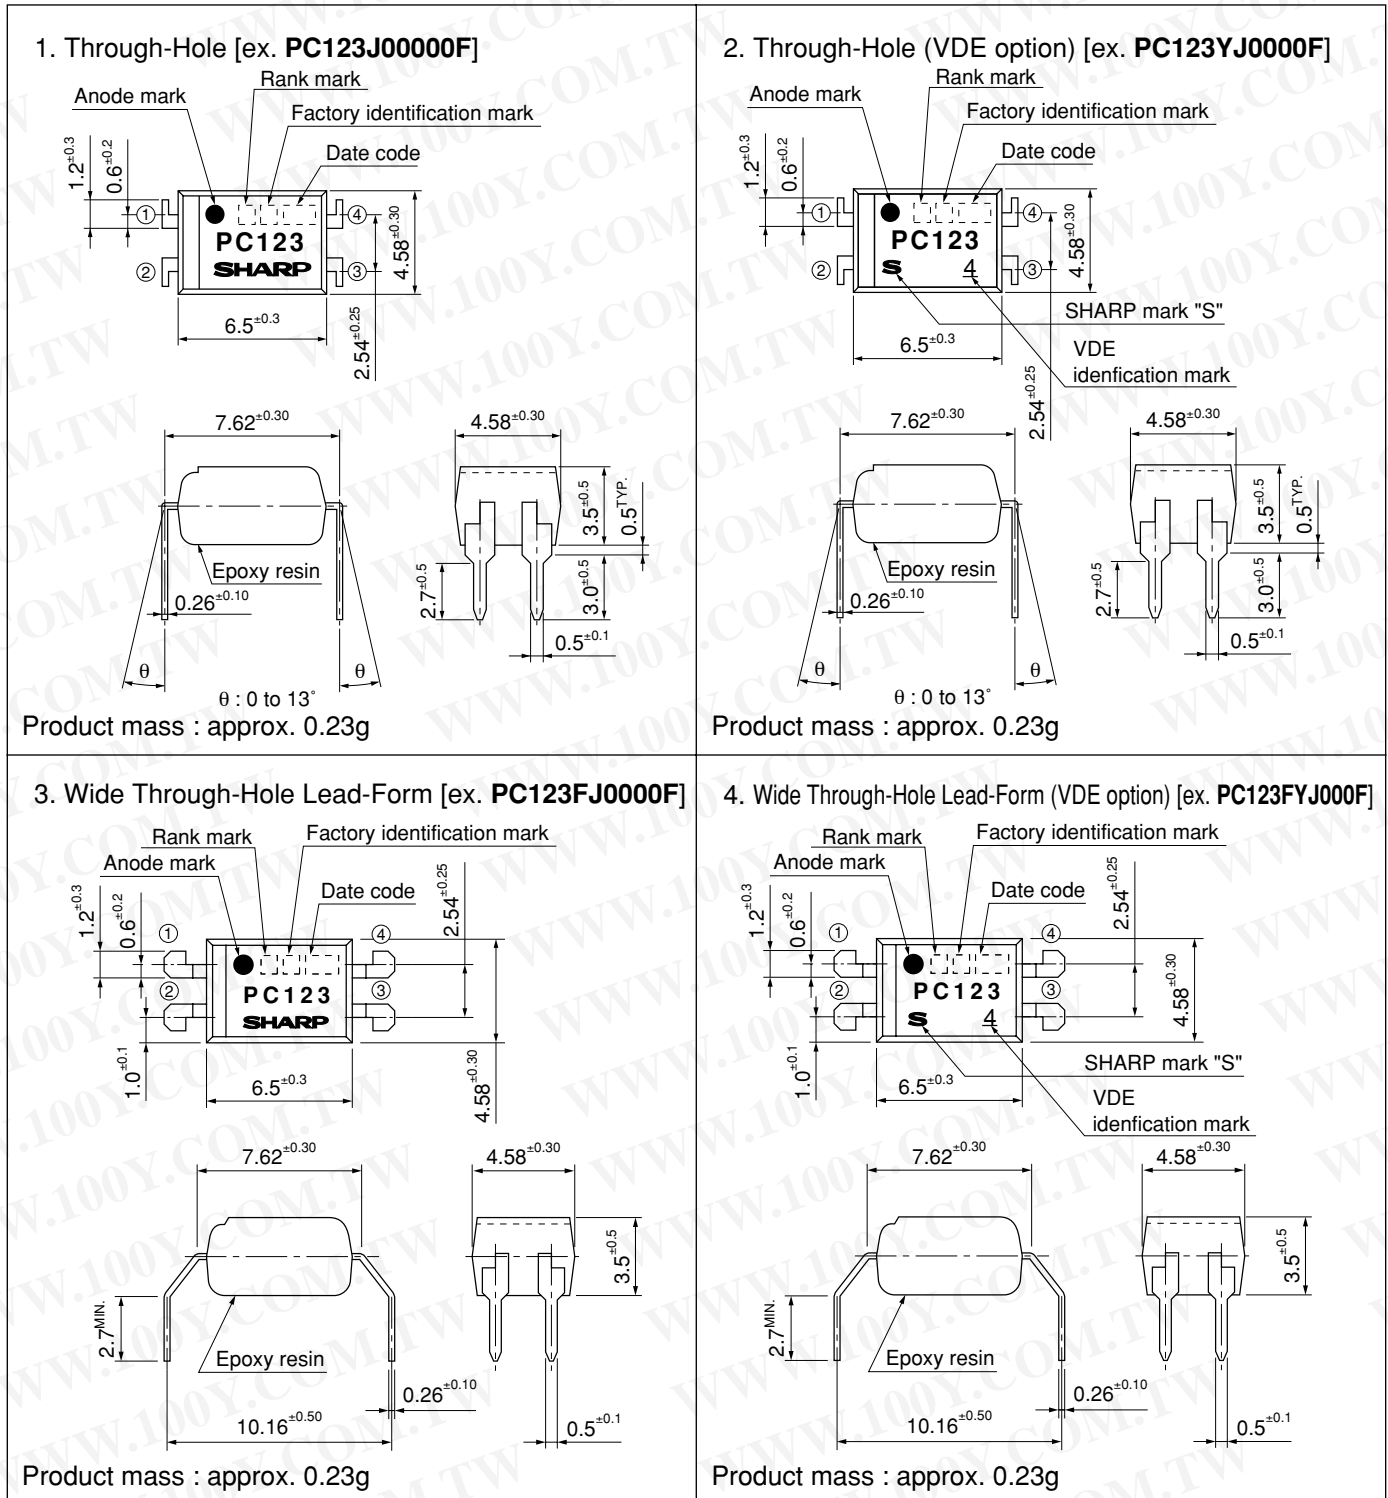 1. Through-Hole [ex. PC123J00000F]
Rank mark
Anode mark
Factory identification mark
Date code
1.2±0.3
0.6±0.2
① ④
PC123
② SHARP ③
4.58±0.30
6.5±0.3
2.54±0.25
7.62±0.30
4.58±0.30
3.5±0.5
0.5TYP.
Epoxy resin
2.7±0.5
3.0±0.5
0.26±0.10
0.5±0.1
θ θ
θ : 0 to 13˚
Product mass : approx. 0.23g
2. Through-Hole (VDE option) [ex. PC123YJ0000F]
Rank mark
Anode mark
Factory identification mark
Date code
1.2±0.3
0.6±0.2
① ④
PC123
② S 4 ③
4.58±0.30
SHARP mark "S"
6.5±0.3
VDE
idenfication mark
2.54±0.25
7.62±0.30
4.58±0.30
3.5±0.5
0.5TYP.
Epoxy resin
2.7±0.5
3.0±0.5
0.26±0.10
0.5±0.1
θ θ
θ : 0 to 13˚
Product mass : approx. 0.23g
3. Wide Through-Hole Lead-Form [ex. PC123FJ0000F]
Rank mark
Factory identification mark
Anode mark
Date code
1.2±0.3
0.6±0.2
2.54±0.25
① ④
PC123
② SHARP ③
1.0±0.1
6.5±0.3
4.58±0.30
7.62±0.30
4.58±0.30
3.5±0.5
2.7MIN.
Epoxy resin
0.26±0.10
10.16±0.50
0.5±0.1
Product mass : approx. 0.23g
4. Wide Through-Hole Lead-Form (VDE option) [ex. PC123FYJ000F]
Rank mark
Factory identification mark
Anode mark
Date code
1.2±0.3
0.6±0.2
2.54±0.25
① ④
PC123
② S 4 ③
4.58±0.30
1.0±0.1
SHARP mark "S"
6.5±0.3
VDE
idenfication mark
7.62±0.30
4.58±0.30
3.5±0.5
2.7MIN.
Epoxy resin
0.26±0.10
10.16±0.50
0.5±0.1
Product mass : approx. 0.23g
WWW.100Y.COM.TW